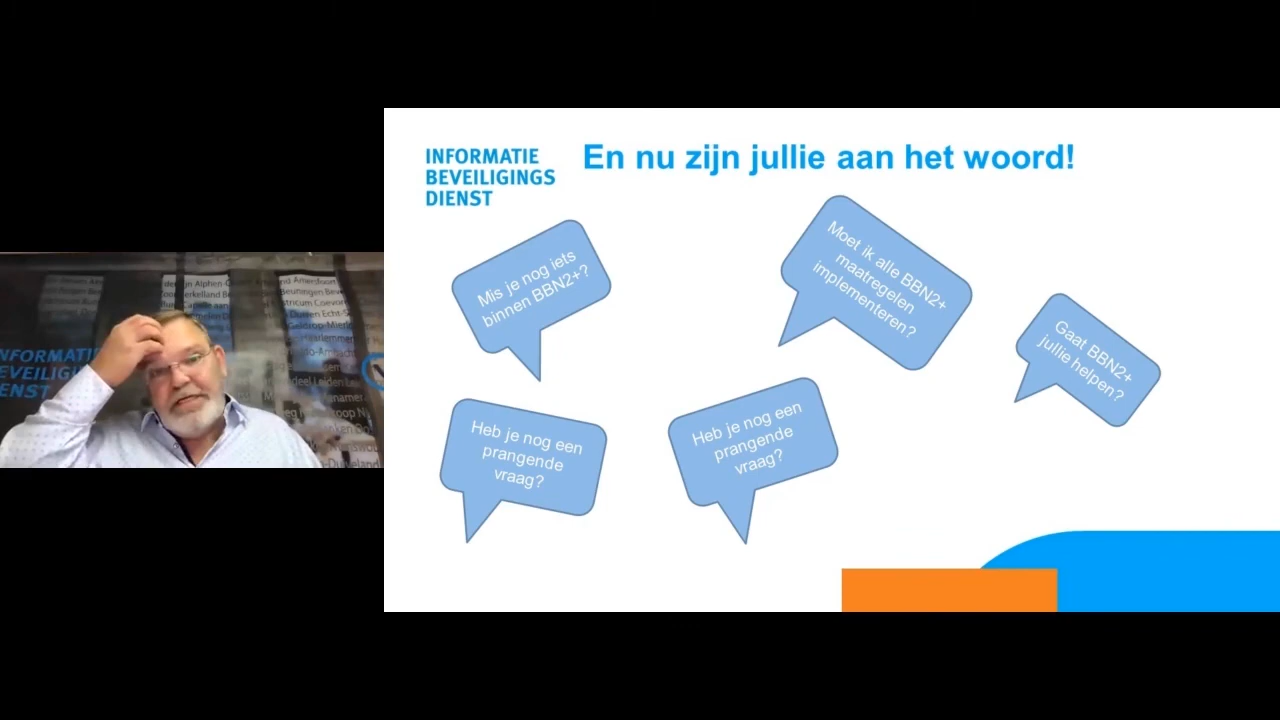 INFORMATIE
BEVEILIGINGS
DIENST
En nu zijn jullie aan het woord!
Mis je nog iets
binnen BBN2+?
Moet ik alle BBN2+
maatregelen
implementeren?
Gaat BBN2+
jullie helpen?
Heb je nog een
prangende
vraag?
Heb je nog een
prangende
vraag?